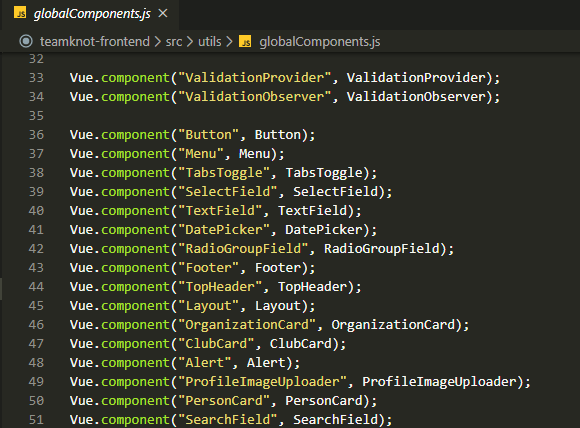 JS globalComponents.js ×
teamknot-frontend > src > utils > JS globalComponents.js
32
33 Vue.component("ValidationProvider", ValidationProvider);
34 Vue.component("ValidationObserver", ValidationObserver);
35
36 Vue.component("Button", Button);
37 Vue.component("Menu", Menu);
38 Vue.component("TabsToggle", TabsToggle);
39 Vue.component("SelectField", SelectField);
40 Vue.component("TextField", TextField);
41 Vue.component("DatePicker", DatePicker);
42 Vue.component("RadioGroupField", RadioGroupField);
43 Vue.component("Footer", Footer);
44 Vue.component("TopHeader", TopHeader);
45 Vue.component("Layout", Layout);
46 Vue.component("OrganizationCard", OrganizationCard);
47 Vue.component("ClubCard", ClubCard);
48 Vue.component("Alert", Alert);
49 Vue.component("ProfileImageUploader", ProfileImageUploader);
50 Vue.component("PersonCard", PersonCard);
51 Vue.component("SearchField", SearchField);